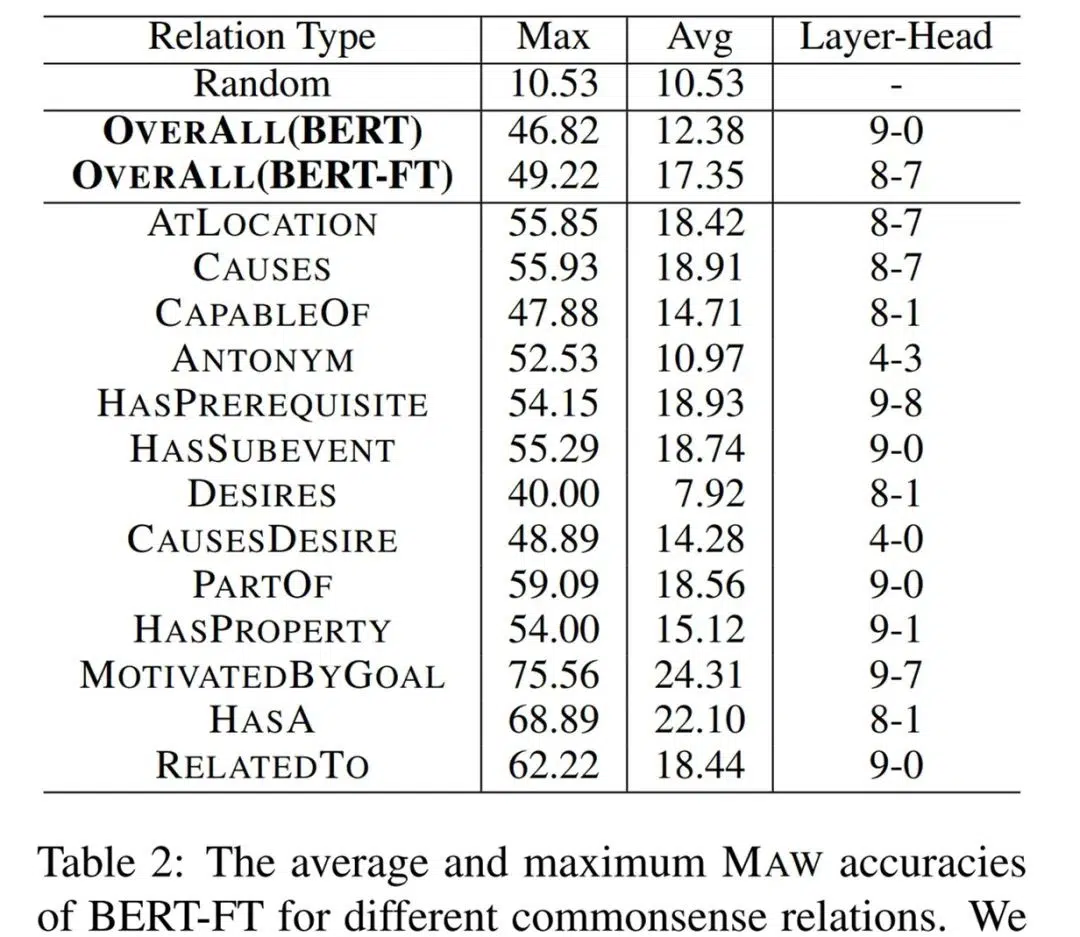 Relation Type Max Avg Layer-Head
Random 10.53 10.53 -
OVERALL(BERT) 46.82 12.38 9-0
OVERALL(BERT-FT) 49.22 17.35 8-7
ATLOCATION 55.85 18.42 8-7
CAUSES 55.93 18.91 8-7
CAPABLEOF 47.88 14.71 8-1
ANTONYM 52.53 10.97 4-3
HASPREREQUISITE 54.15 18.93 9-8
HASSUBEVENT 55.29 18.74 9-0
DESIRES 40.00 7.92 8-1
CAUSESDESIRE 48.89 14.28 4-0
PARTOF 59.09 18.56 9-0
HASPROPERTY 54.00 15.12 9-1
MOTIVATEDBYGOAL 75.56 24.31 9-7
HASA 68.89 22.10 8-1
RELATEDTO 62.22 18.44 9-0
Table 2: The average and maximum MAW accuracies
of BERT-FT for different commonsense relations. We